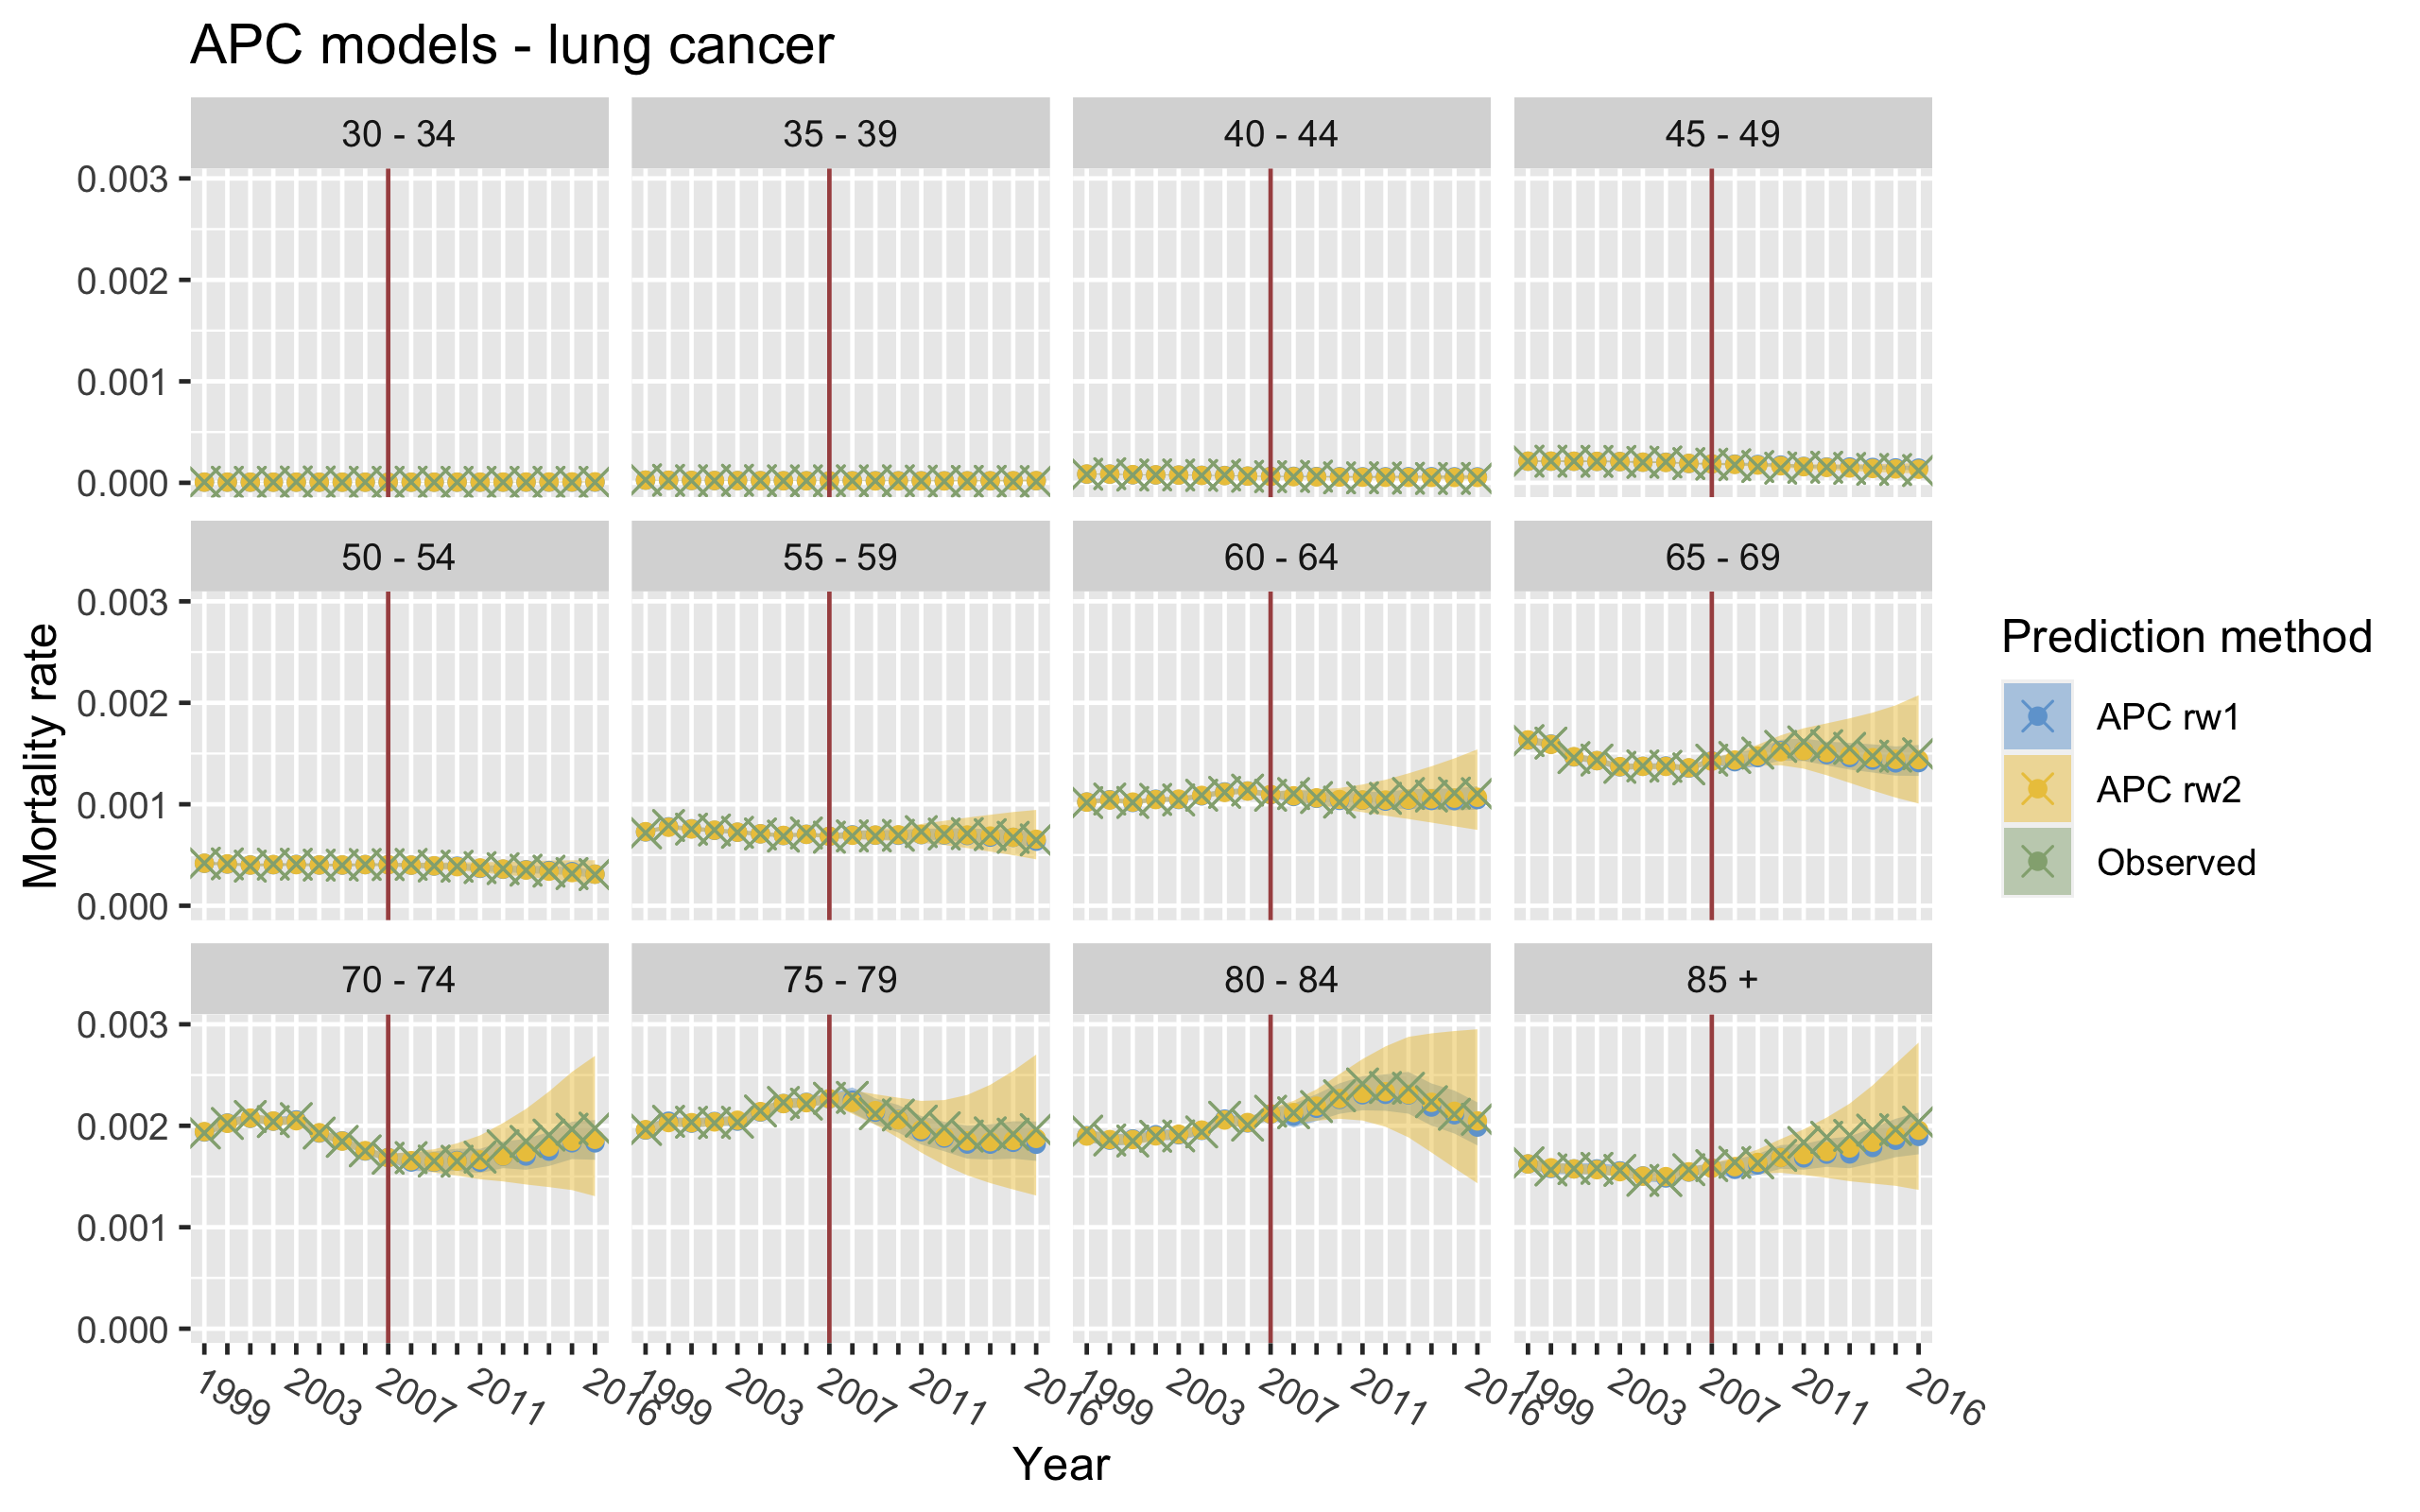 APC models - lung cancer
30 - 34 35 - 39 40 - 44 45 - 49
0.003
0.002
0.001
0.000
50 - 54 55 - 59 60 - 64 65 - 69
0.003
0.002
0.001
0.000
70 - 74 75 - 79 80 - 84 85 +
0.003
0.002
0.001
0.000
1999 2003 2007 2011 2016 1999 2003 2007 2011 2016 1999 2003 2007 2011 2016 1999 2003 2007 2011 2016
Year
Mortality rate
Prediction method
APC rw1
APC rw2
Observed